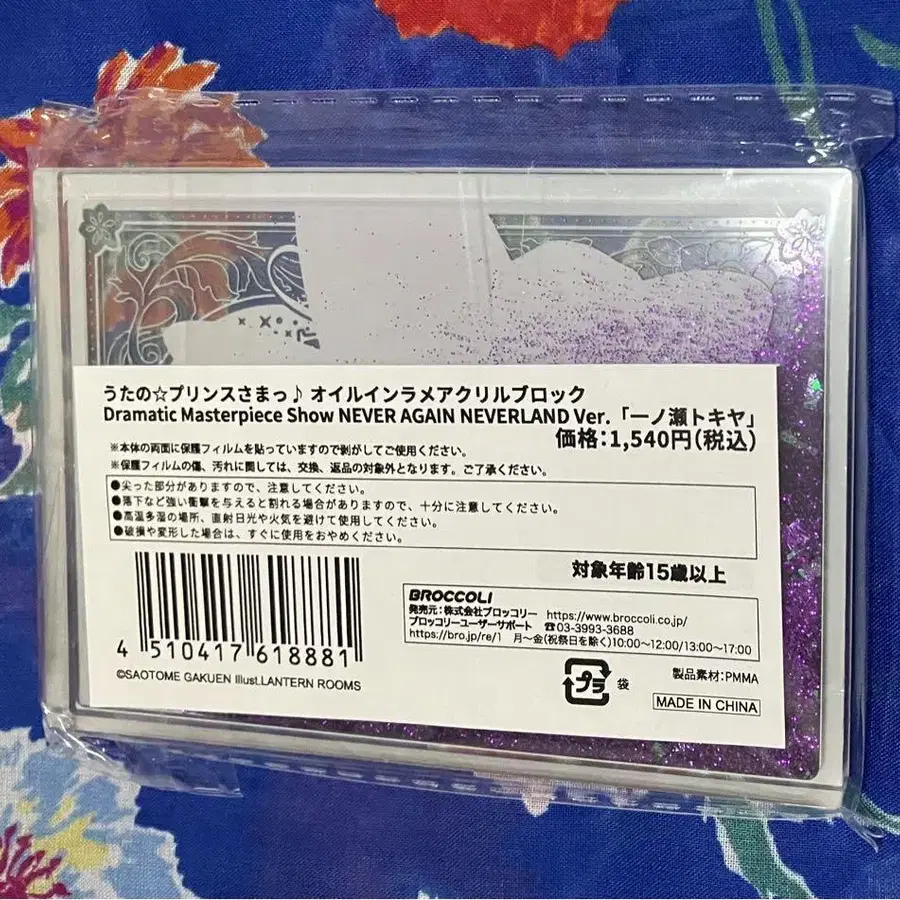 うたの☆プリンスさまっ♪ オイルインラメアクリルブロック
Dramatic Masterpiece Show NEVER AGAIN NEVERLAND Ver.「一ノ瀬トキヤ」
価格：1,540円（税込）
※本体の両面に保護フィルムを貼っていますので剥がしてご使用ください。
※保護フィルムの傷、汚れに関しては、交換、返品の対象外となります。ご了承ください。
●尖った部分がありますので、注意してください。
●落下など強い衝撃を与えると割れる場合がありますので、十分に注意してください。
●高温多湿の場所、直射日光や火気を避けて使用してください。
●破損や変形した場合は、すぐに使用をおやめください。
対象年齢15歳以上
BROCCOLI
発売元：株式会社ブロッコリー https://www.broccoli.co.jp/
ブロッコリーユーザーサポート ☎03-3993-3688
https://bro.jp/re/1 月～金(祝祭日を除く)10:00～12:00/13:00～17:00
4 510417 618881
©SAOTOME GAKUEN Illust.LANTERN ROOMS
プラ 袋
製品素材：PMMA
MADE IN CHINA